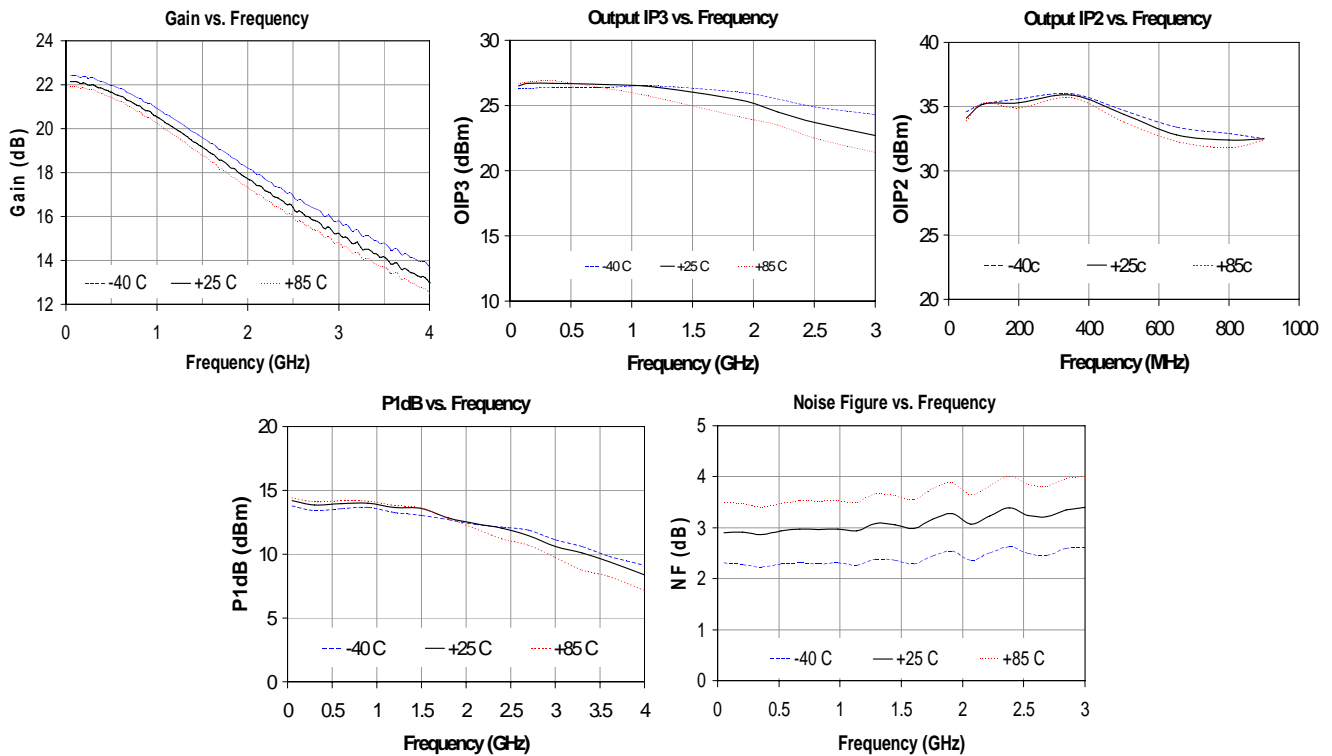 Gain vs. Frequency
24
22
20
18
16
14
12
Gain (dB)
-40 C
+25 C
+85 C
0
1
2
3
4
Frequency (GHz)
Output IP3 vs. Frequency
30
25
20
15
10
OIP3 (dBm)
-40 C
+25 C
+85 C
0
0.5
1
1.5
2
2.5
3
Frequency (GHz)
Output IP2 vs. Frequency
40
35
30
25
20
OIP2 (dBm)
-40c
+25c
+85c
0
200
400
600
800
1000
Frequency (MHz)
P1dB vs. Frequency
20
15
10
5
0
P1dB (dBm)
-40 C
+25 C
+85 C
0
0.5
1
1.5
2
2.5
3
3.5
4
Frequency (GHz)
Noise Figure vs. Frequency
5
4
3
2
1
0
NF (dB)
-40 C
+25 C
+85 C
0
0.5
1
1.5
2
2.5
3
Frequency (GHz)